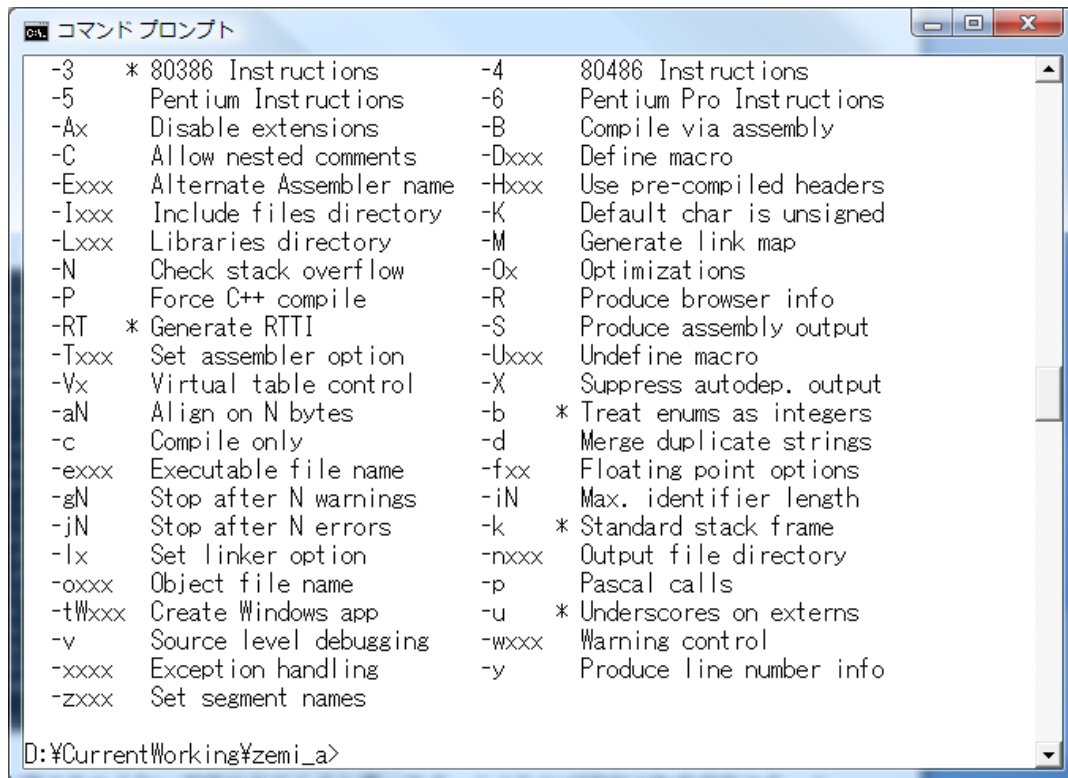 コマンド プロンプト
-3 * 80386 Instructions -4 80486 Instructions
-5 Pentium Instructions -6 Pentium Pro Instructions
-Ax Disable extensions -B Compile via assembly
-C Allow nested comments -Dxxx Define macro
-Exxx Alternate Assembler name -Hxxx Use pre-compiled headers
-Ixxx Include files directory -K Default char is unsigned
-Lxxx Libraries directory -M Generate link map
-N Check stack overflow -Ox Optimizations
-P Force C++ compile -R Produce browser info
-RT * Generate RTTI -S Produce assembly output
-Txxx Set assembler option -Uxxx Undefine macro
-Vx Virtual table control -X Suppress autodep. output
-aN Align on N bytes -b * Treat enums as integers
-c Compile only -d Merge duplicate strings
-exxx Executable file name -fxx Floating point options
-gN Stop after N warnings -iN Max. identifier length
-jN Stop after N errors -k * Standard stack frame
-lx Set linker option -nxxx Output file directory
-oxxx Object file name -p Pascal calls
-tWxxx Create Windows app -u * Underscores on externs
-v Source level debugging -wxxx Warning control
-xxxx Exception handling -y Produce line number info
-zxxx Set segment names
D:¥CurrentWorking¥zemi_a>